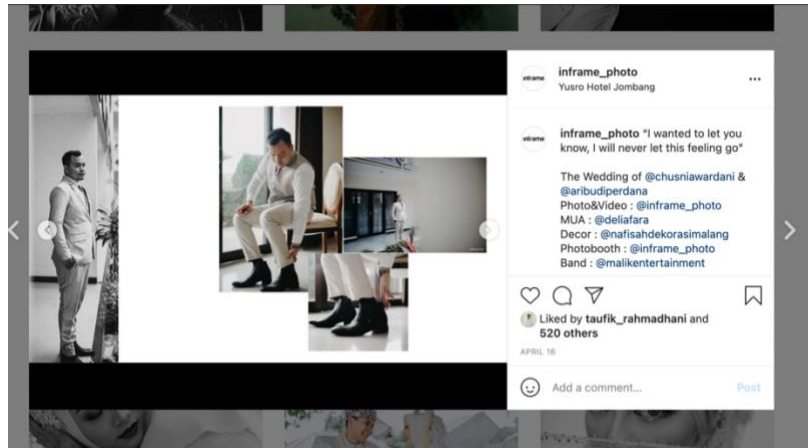 inframe
inframe_photo
Yusro Hotel Jombang
inframe
inframe_photo “I wanted to let you
know, I will never let this feeling go”
The Wedding of @chusniawardani &
@aribudiperdana
Photo&Video : @inframe_photo
MUA : @deliafara
Decor : @nafisahdekorasimalang
Photobooth : @inframe_photo
Band : @malikentertainment
Liked by taufik_rahmadhani and
520 others
APRIL 16
Add a comment...
Post